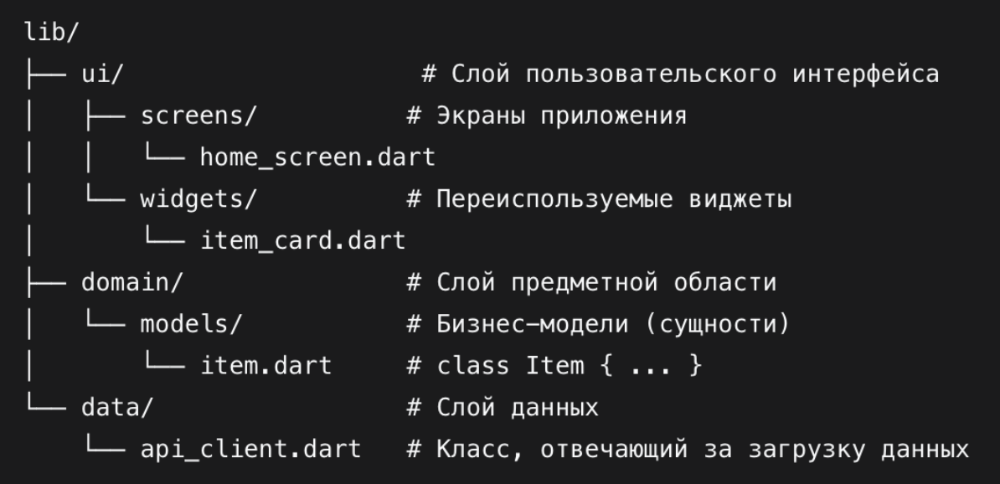 lib/
├── ui/                    # Слой пользовательского интерфейса
│   ├── screens/          # Экраны приложения
│   │   └── home_screen.dart
│   └── widgets/          # Переиспользуемые виджеты
│       └── item_card.dart
├── domain/               # Слой предметной области
│   └── models/           # Бизнес-модели (сущности)
│       └── item.dart     # class Item { ... }
└── data/                 # Слой данных
    └── api_client.dart   # Класс, отвечающий за загрузку данных